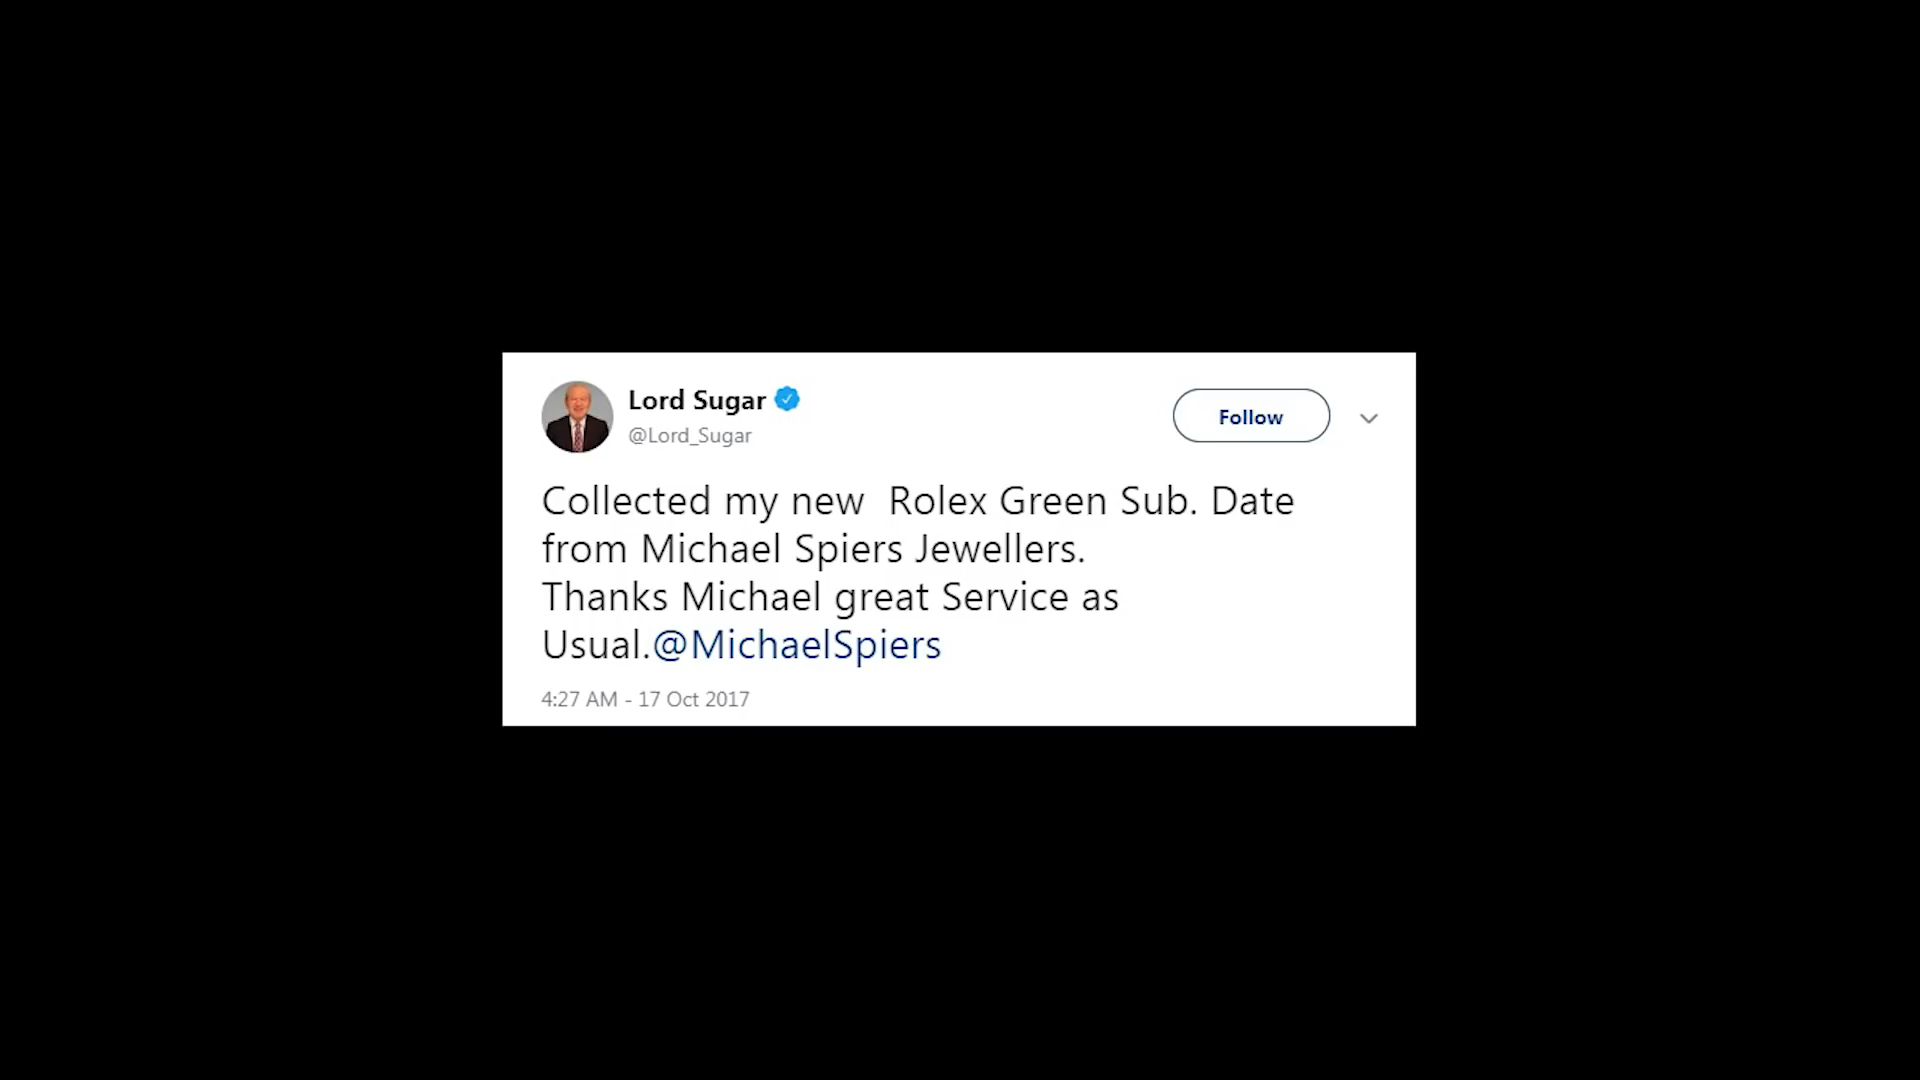 Lord Sugar
@Lord_Sugar
Follow
Collected my new  Rolex Green Sub. Date
from Michael Spiers Jewellers.
Thanks Michael great Service as
Usual.@MichaelSpiers
4:27 AM - 17 Oct 2017